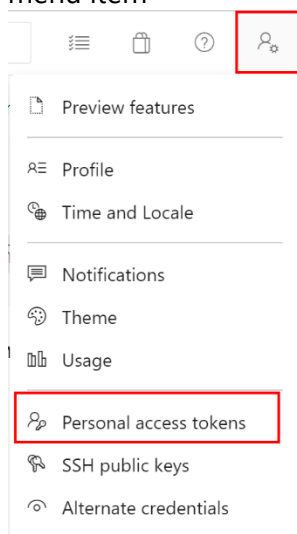 menu item
Preview features
Profile
Time and Locale
Notifications
Theme
Usage
Personal access tokens
SSH public keys
Alternate credentials